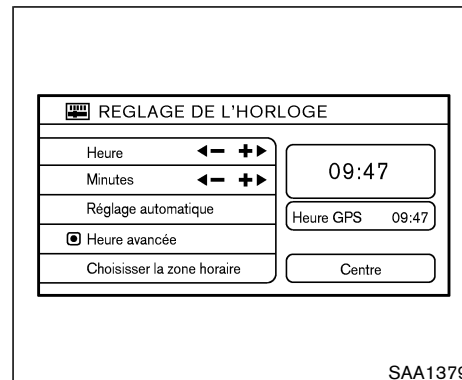 REGLAGE DE L'HORLOGE
Heure
Minutes
Réglage automatique
Heure avancée
Choisisser la zone horaire
09:47
Heure GPS 09:47
Centre
SAA1379